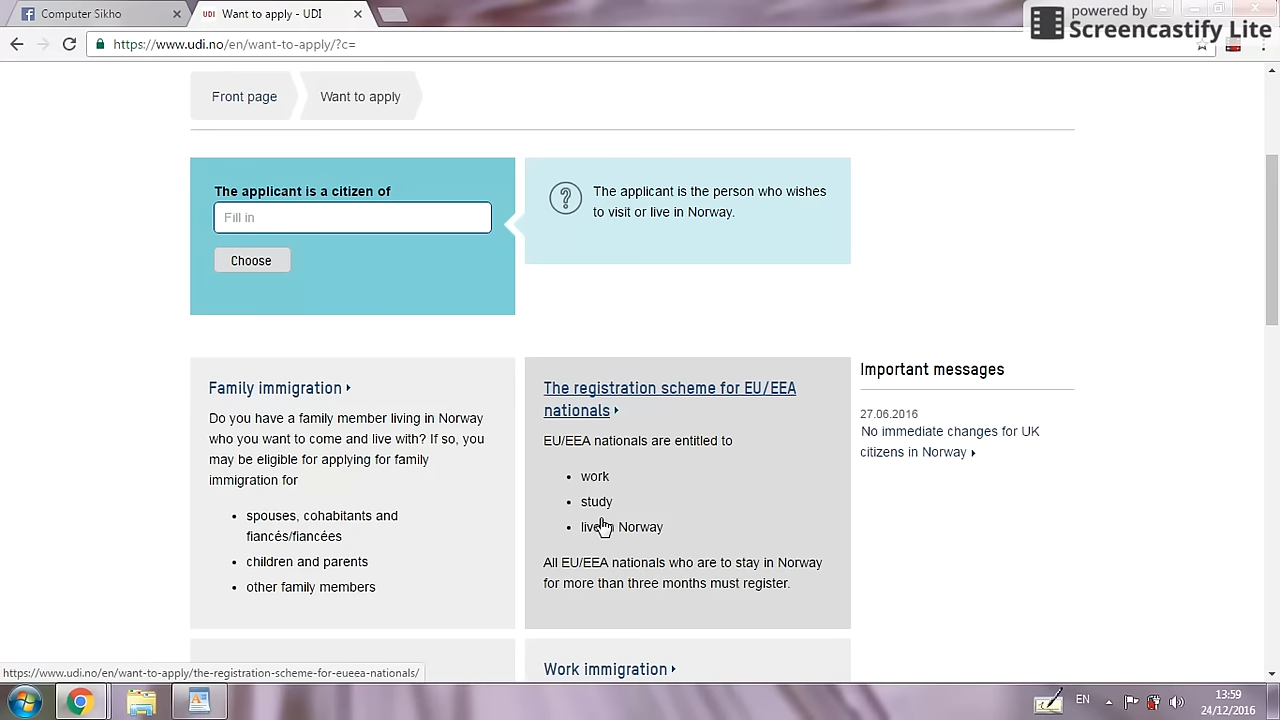 Computer Sikho
UDI Want to apply - UDI
powered by
Screencastify Lite
https://www.udi.no/en/want-to-apply/?c=
Front page
Want to apply
The applicant is a citizen of
Fill in
Choose
?
The applicant is the person who wishes
to visit or live in Norway.
Family immigration
Do you have a family member living in Norway
who you want to come and live with? If so, you
may be eligible for applying for family
immigration for
• spouses, cohabitants and
fiancés/fiancées
• children and parents
• other family members
The registration scheme for EU/EEA
nationals
EU/EEA nationals are entitled to
• work
• study
• live in Norway
All EU/EEA nationals who are to stay in Norway
for more than three months must register.
Important messages
27.06.2016
No immediate changes for UK
citizens in Norway
Work immigration
https://www.udi.no/en/want-to-apply/the-registration-scheme-for-eueea-nationals/
EN
13:59
24/12/2016